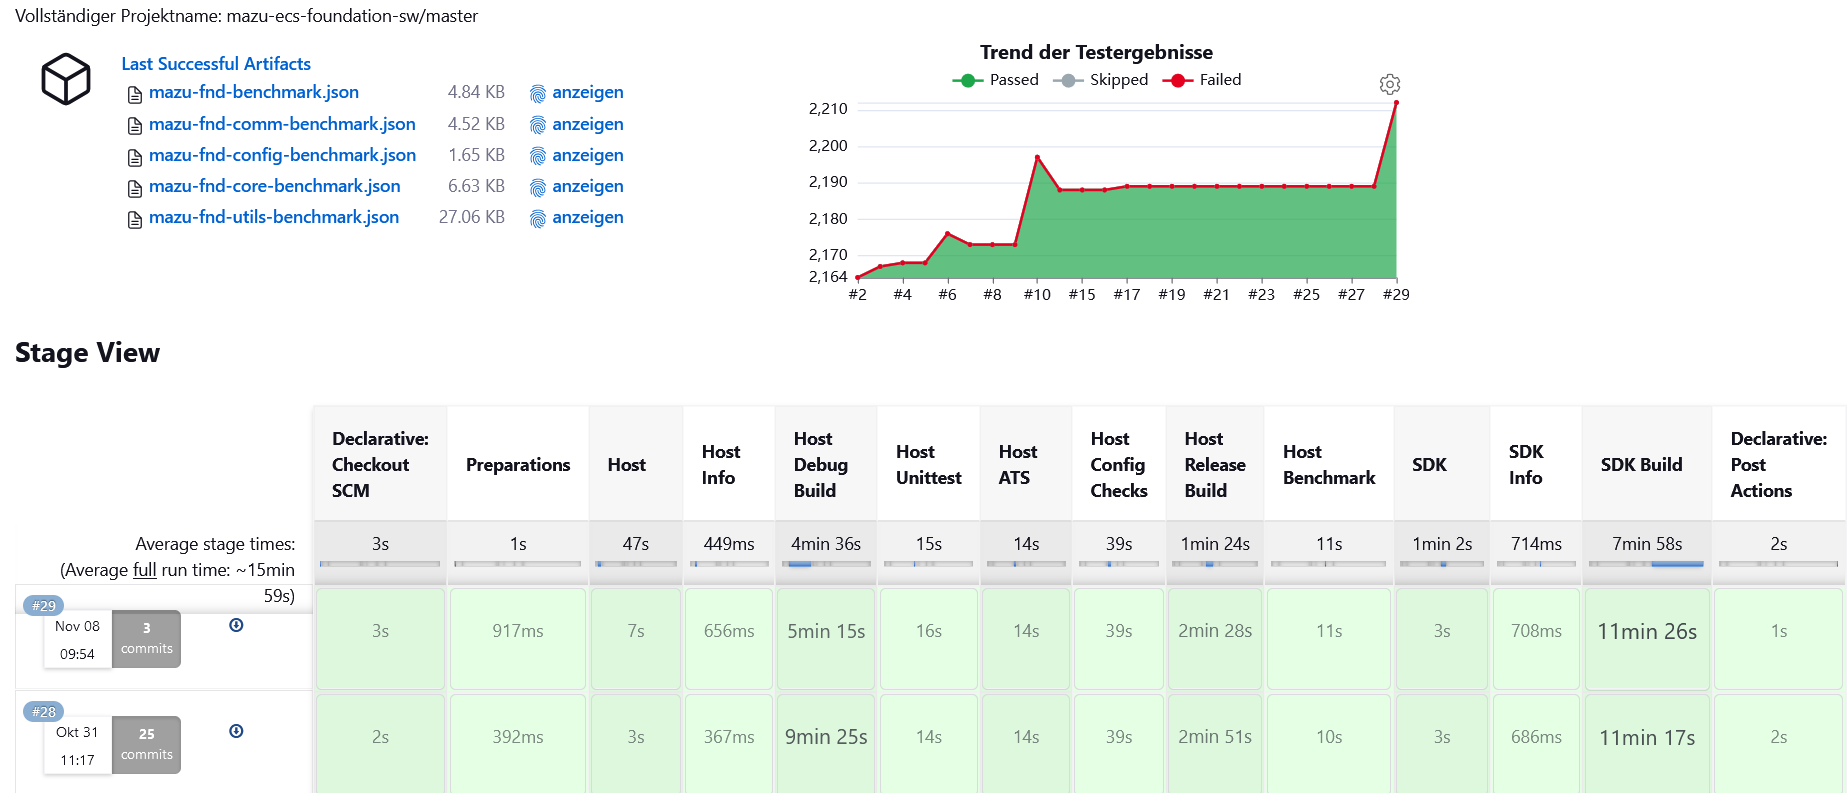 Vollständiger Projektname: mazu-ecs-foundation-sw/master
Last Successful Artifacts
mazu-fnd-benchmark.json 4.84 KB anzeigen
mazu-fnd-comm-benchmark.json 4.52 KB anzeigen
mazu-fnd-config-benchmark.json 1.65 KB anzeigen
mazu-fnd-core-benchmark.json 6.63 KB anzeigen
mazu-fnd-utils-benchmark.json 27.06 KB anzeigen
Trend der Testergebnisse
Passed Skipped Failed
2,210
2,200
2,190
2,180
2,170
2,164
#2 #4 #6 #8 #10 #15 #17 #19 #21 #23 #25 #27 #29
Stage View
Declarative: Checkout SCM
Preparations
Host
Host Info
Host Debug Build
Host Unittest
Host ATS
Host Config Checks
Host Release Build
Host Benchmark
SDK
SDK Info
SDK Build
Declarative: Post Actions
Average stage times:
(Average full run time: ~15min
59s)
3s 1s 47s 449ms 4min 36s 15s 14s 39s 1min 24s 11s 1min 2s 714ms 7min 58s 2s
#29
Nov 08
09:54
3
commits
3s 917ms 7s 656ms 5min 15s 16s 14s 39s 2min 28s 11s 3s 708ms 11min 26s 1s
#28
Okt 31
11:17
25
commits
2s 392ms 3s 367ms 9min 25s 14s 14s 39s 2min 51s 10s 3s 686ms 11min 17s 2s